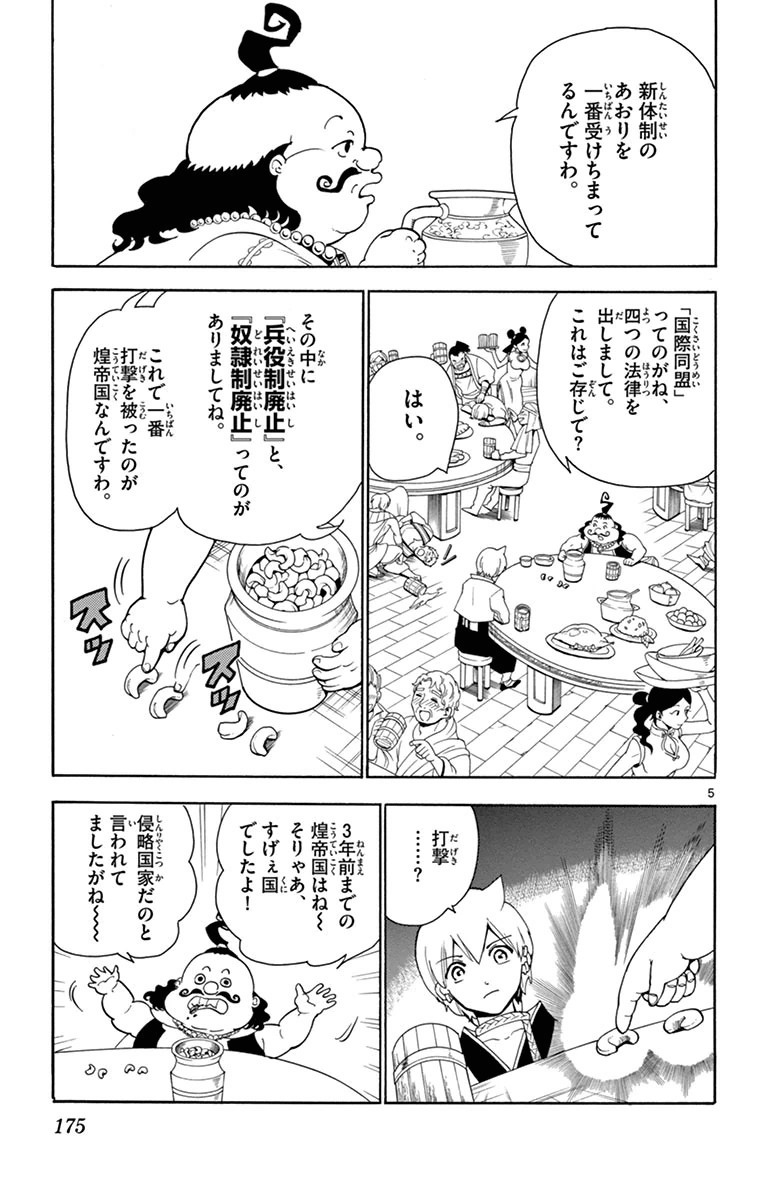 新体制の
あおりを
一番受けちまって
るんですわ。
「国際同盟」
ってのがね、
四つの法律を
出しまして。
これはご存じで？
はい。
その中に
『兵役制廃止』と、
『奴隷制廃止』ってのが
ありましてね。
これで一番
打撃を被ったのが
煌帝国なんですわ。
スッ
スッ
5
打撃
……？
3年前までの
煌帝国はね〜
そりゃあ、
すげぇ国
でしたよ！
侵略国家だのと
言われて
ましたがね〜〜
175